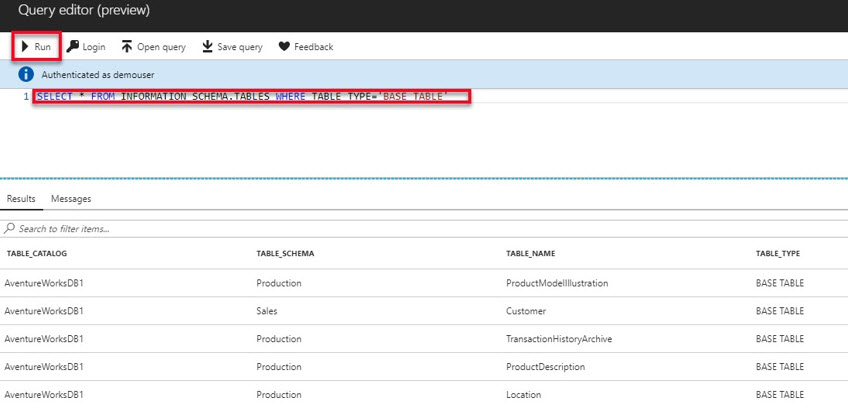 Query editor (preview)
Run Login Open query Save query Feedback
Authenticated as demouser
1 SELECT * FROM INFORMATION_SCHEMA.TABLES WHERE TABLE_TYPE='BASE TABLE'
Results Messages
Search to filter items...
TABLE_CATALOG TABLE_SCHEMA TABLE_NAME TABLE_TYPE
AventureWorksDB1 Production ProductModelIllustration BASE TABLE
AventureWorksDB1 Sales Customer BASE TABLE
AventureWorksDB1 Production TransactionHistoryArchive BASE TABLE
AventureWorksDB1 Production ProductDescription BASE TABLE
AventureWorksDB1 Production Location BASE TABLE